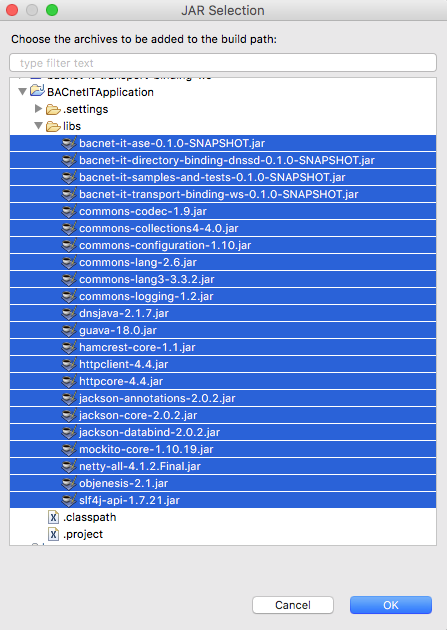 JAR Selection
Choose the archives to be added to the build path:
type filter text
bacnet-it-transport-binding-ws
BACnetITApplication
.settings
libs
bacnet-it-ase-0.1.0-SNAPSHOT.jar
bacnet-it-directory-binding-dnssd-0.1.0-SNAPSHOT.jar
bacnet-it-samples-and-tests-0.1.0-SNAPSHOT.jar
bacnet-it-transport-binding-ws-0.1.0-SNAPSHOT.jar
commons-codec-1.9.jar
commons-collections4-4.0.jar
commons-configuration-1.10.jar
commons-lang-2.6.jar
commons-lang3-3.3.2.jar
commons-logging-1.2.jar
dnsjava-2.1.7.jar
guava-18.0.jar
hamcrest-core-1.1.jar
httpclient-4.4.jar
httpcore-4.4.jar
jackson-annotations-2.0.2.jar
jackson-core-2.0.2.jar
jackson-databind-2.0.2.jar
mockito-core-1.10.19.jar
netty-all-4.1.2.Final.jar
objenesis-2.1.jar
slf4j-api-1.7.21.jar
.classpath
.project
Cancel
OK